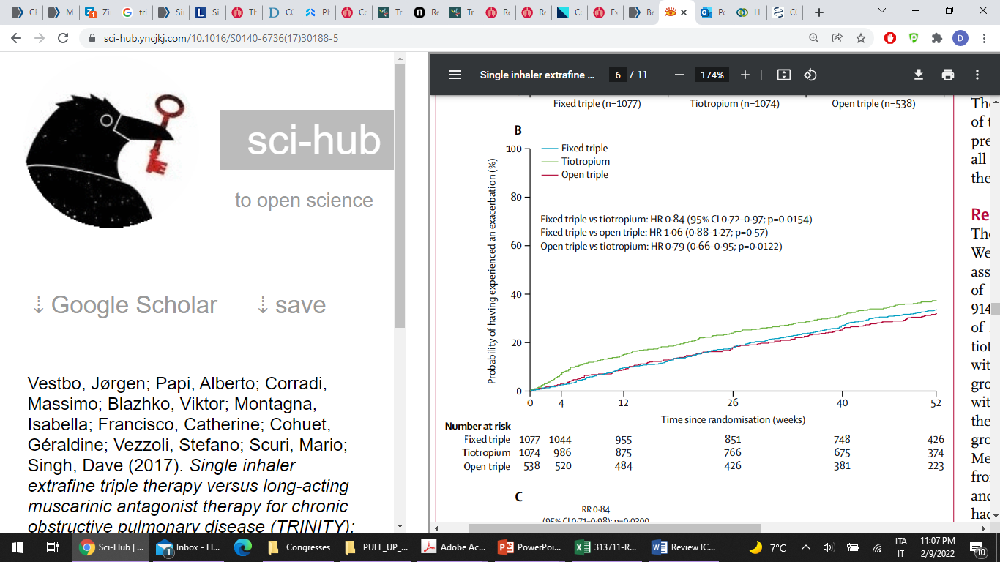 sci-hub.yncjkj.com/10.1016/S0140-6736(17)30188-5
sci-hub
to open science
⇣ Google Scholar ⇣ save
Vestbo, Jørgen; Papi, Alberto; Corradi,
Massimo; Blazhko, Viktor; Montagna,
Isabella; Francisco, Catherine; Cohuet,
Géraldine; Vezzoli, Stefano; Scuri, Mario;
Singh, Dave (2017). Single inhaler
extrafine triple therapy versus long-acting
muscarinic antagonist therapy for chronic
obstructive pulmonary disease (TRINITY):
Single inhaler extrafine ... 6 / 11 174%
Fixed triple (n=1077) Tiotropium (n=1074) Open triple (n=538)
B
Probability of having experienced an exacerbation (%)
100
80
60
40
20
0
Fixed triple
Tiotropium
Open triple
Fixed triple vs tiotropium: HR 0·84 (95% CI 0·72–0·97; p=0·0154)
Fixed triple vs open triple: HR 1·06 (0·88–1·27; p=0·57)
Open triple vs tiotropium: HR 0·79 (0·66–0·95; p=0·0122)
0 4 12 26 40 52
Time since randomisation (weeks)
Number at risk
Fixed triple 1077 1044 955 851 748 426
Tiotropium 1074 986 875 766 675 374
Open triple 538 520 484 426 381 223
C
RR 0·84
(95% CI 0·71–0·98); p=0·0300
Sci-Hub | ... Inbox - H... Congresses PULL_UP_... Adobe Ac... PowerPoi... 313711-R... Review IC... 7°C
ITA
IT
11:07 PM
2/9/2022
10